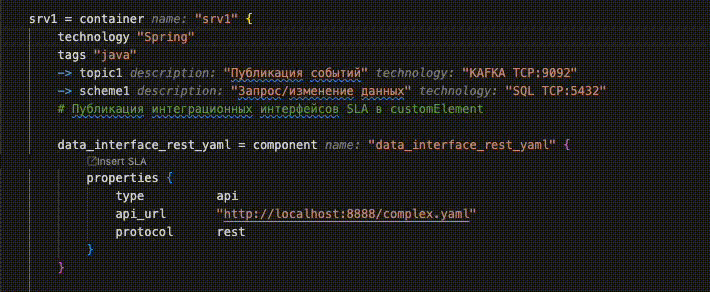 srv1 = container name: "srv1" {
technology "Spring"
tags "java"
-> topic1 description: "Публикация событий" technology: "KAFKA TCP:9092"
-> scheme1 description: "Запрос/изменение данных" technology: "SQL TCP:5432"
# Публикация интеграционных интерфейсов SLA в customElement
data_interface_rest_yaml = component name: "data_interface_rest_yaml" {
Insert SLA
properties {
type api
api_url "http://localhost:8888/complex.yaml"
protocol rest
}
}